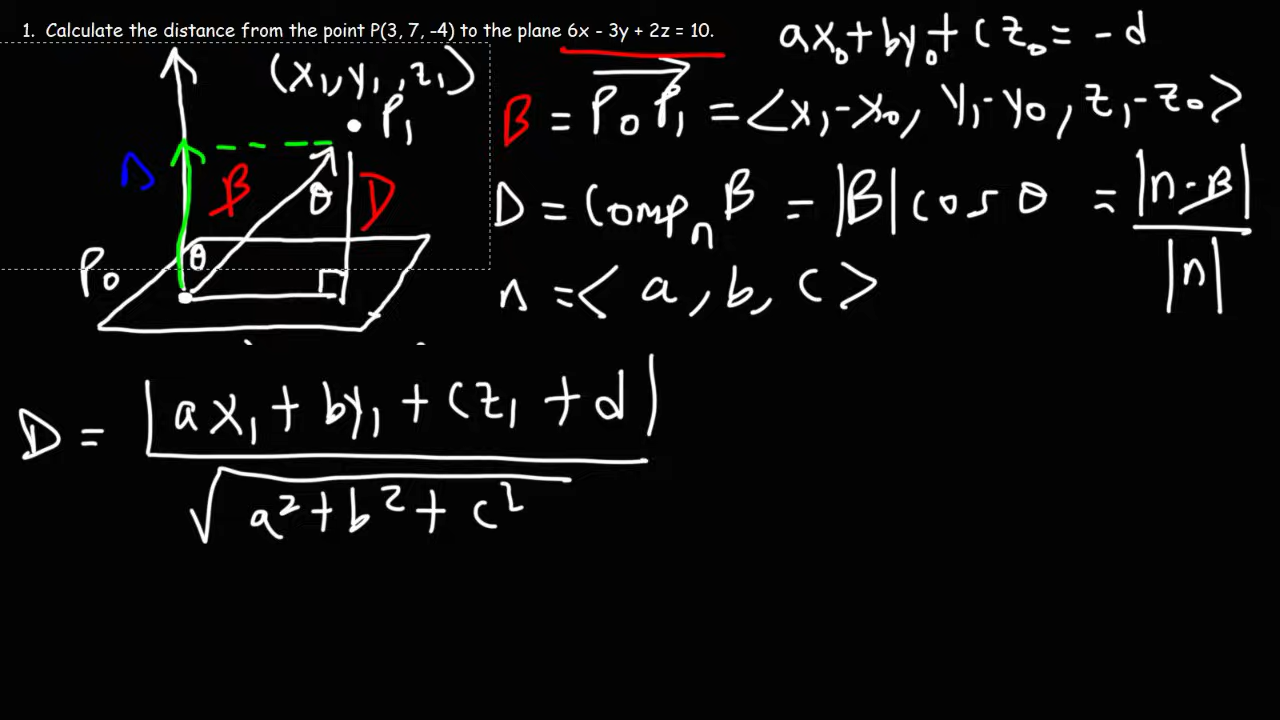 1. Calculate the distance from the point P(3, 7, -4) to the plane 6x - 3y + 2z = 10.
ax₀ + by₀ + cz₀ = -d
(x₁, y₁, z₁)
P₁
B = P₀P₁ = <x₁-x₀, y₁-y₀, z₁-z₀>
n
B
θ
D
D = Compₙ B = |B| cos θ = |n·B| / |n|
P₀
θ
n = < a, b, c >
D = |ax₁ + by₁ + cz₁ + d|
√a² + b² + c²